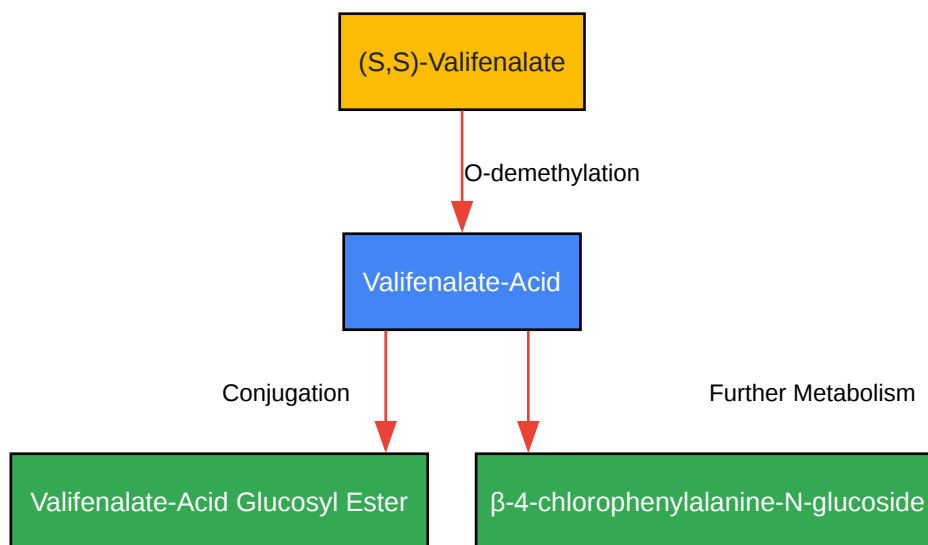 (S,S)-Valifenalate
O-demethylation
Valifenalate-Acid
Conjugation
Further Metabolism
Valifenalate-Acid Glucosyl Ester
β-4-chlorophenylalanine-N-glucoside